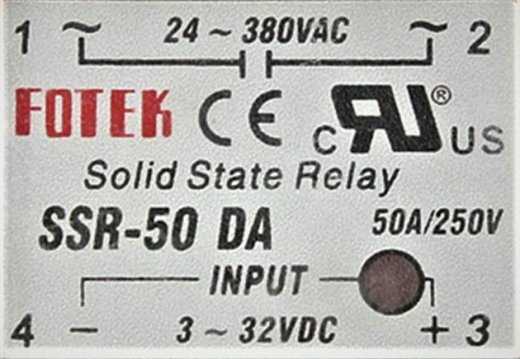 1 ~ 24 ~ 380VAC ~ 2
FOTEK CE c RU ® US
Solid State Relay
SSR-50 DA 50A/250V
INPUT
4 − 3 ~ 32VDC + 3